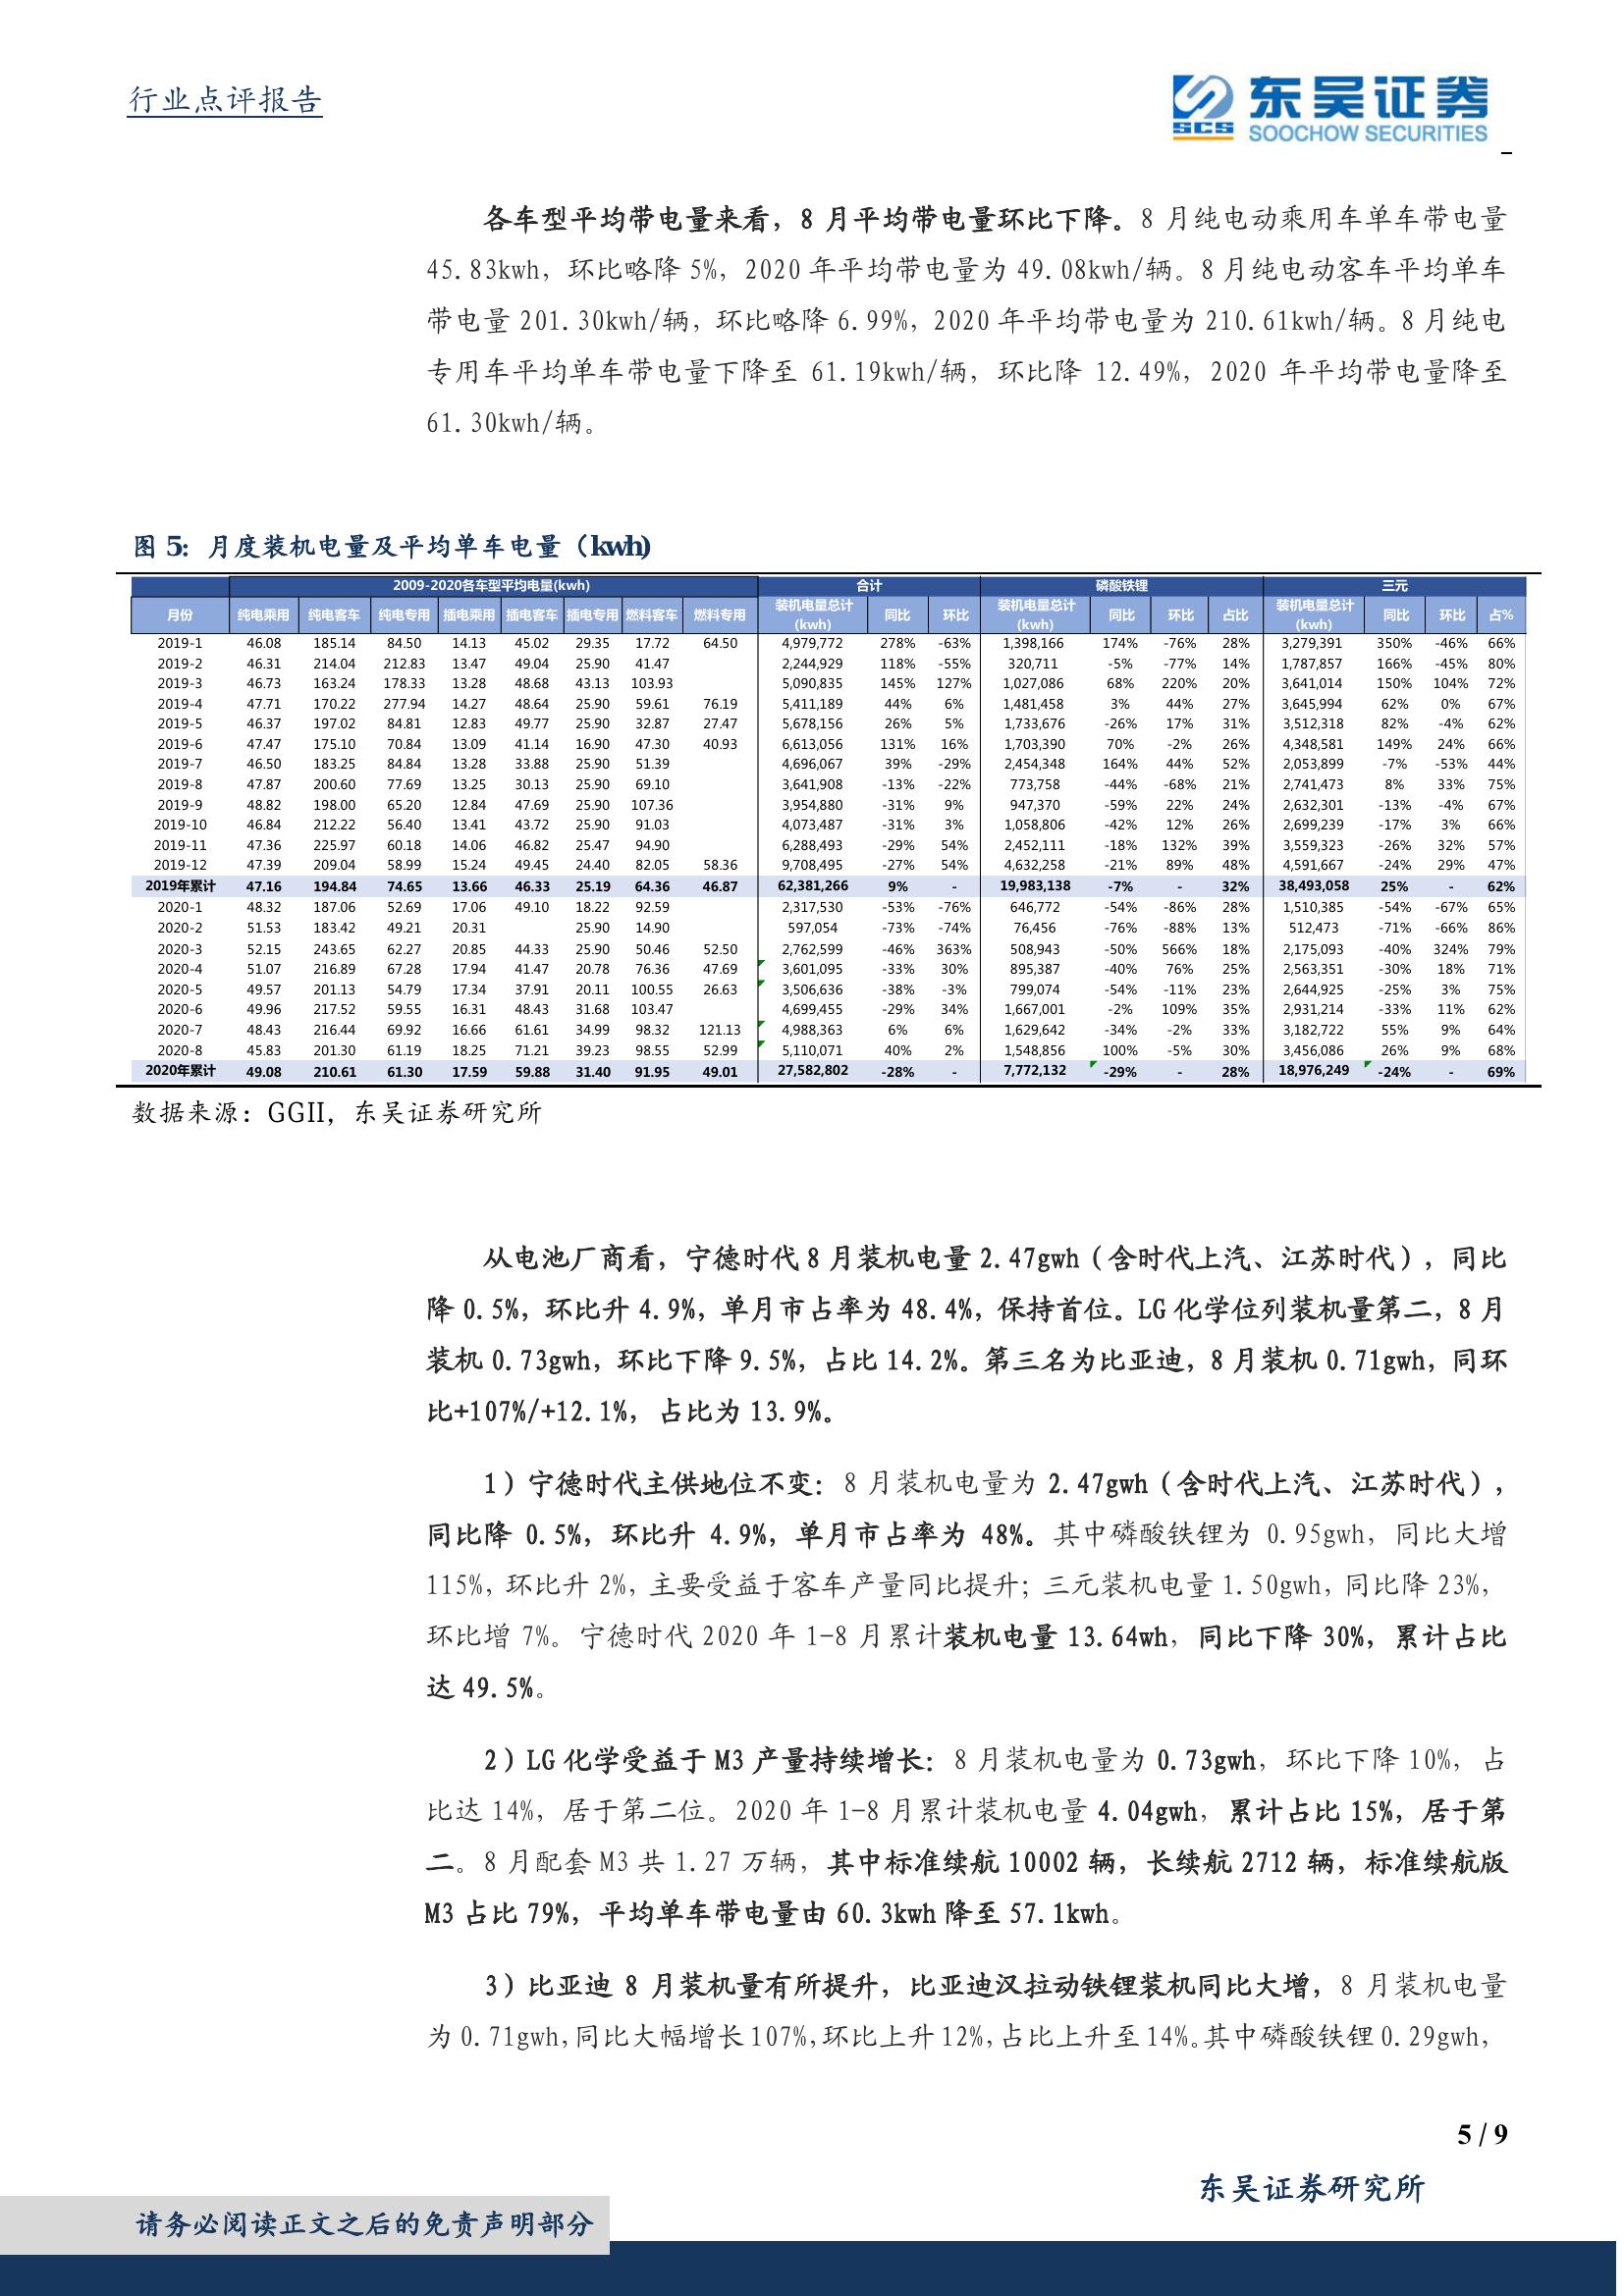 行业点评报告
东吴证券
SCS
SOOCHOW SECURITIES
各车型平均带电量来看，8 月平均带电量环比下降。8 月纯电动乘用车单车带电量
45.83kwh，环比略降 5%，2020 年平均带电量为 49.08kwh/辆。8 月纯电动客车平均单车
带电量 201.30kwh/辆，环比略降 6.99%，2020 年平均带电量为 210.61kwh/辆。8 月纯电
专用车平均单车带电量下降至 61.19kwh/辆，环比降 12.49%，2020 年平均带电量降至
61.30kwh/辆。
图 5：月度装机电量及平均单车电量（kwh)
2009-2020各车型平均电量(kwh) 合计 磷酸铁锂 三元
月份 纯电乘用 纯电客车 纯电专用 插电乘用 插电客车 插电专用 燃料客车 燃料专用 装机电量总计(kwh) 同比 环比 装机电量总计(kwh) 同比 环比 占比 装机电量总计(kwh) 同比 环比 占%
2019-1 46.08 185.14 84.50 14.13 45.02 29.35 17.72 64.50 4,979,772 278% -63% 1,398,166 174% -76% 28% 3,279,391 350% -46% 66%
2019-2 46.31 214.04 212.83 13.47 49.04 25.90 41.47 2,244,929 118% -55% 320,711 -5% -77% 14% 1,787,857 166% -45% 80%
2019-3 46.73 163.24 178.33 13.28 48.68 43.13 103.93 5,090,835 145% 127% 1,027,086 68% 220% 20% 3,641,014 150% 104% 72%
2019-4 47.71 170.22 277.94 14.27 48.64 25.90 59.61 76.19 5,411,189 44% 6% 1,481,458 3% 44% 27% 3,645,994 62% 0% 67%
2019-5 46.37 197.02 84.81 12.83 49.77 25.90 32.87 27.47 5,678,156 26% 5% 1,733,676 -26% 17% 31% 3,512,318 82% -4% 62%
2019-6 47.47 175.10 70.84 13.09 41.14 16.90 47.30 40.93 6,613,056 131% 16% 1,703,390 70% -2% 26% 4,348,581 149% 24% 66%
2019-7 46.50 183.25 84.84 13.28 33.88 25.90 51.39 4,696,067 39% -29% 2,454,348 164% 44% 52% 2,053,899 -7% -53% 44%
2019-8 47.87 200.60 77.69 13.25 30.13 25.90 69.10 3,641,908 -13% -22% 773,758 -44% -68% 21% 2,741,473 8% 33% 75%
2019-9 48.82 198.00 65.20 12.84 47.69 25.90 107.36 3,954,880 -31% 9% 947,370 -59% 22% 24% 2,632,301 -13% -4% 67%
2019-10 46.84 212.22 56.40 13.41 43.72 25.90 91.03 4,073,487 -31% 3% 1,058,806 -42% 12% 26% 2,699,239 -17% 3% 66%
2019-11 47.36 225.97 60.18 14.06 46.82 25.47 94.90 6,288,493 -29% 54% 2,452,111 -18% 132% 39% 3,559,323 -26% 32% 57%
2019-12 47.39 209.04 58.99 15.24 49.45 24.40 82.05 58.36 9,708,495 -27% 54% 4,632,258 -21% 89% 48% 4,591,667 -24% 29% 47%
2019年累计 47.16 194.84 74.65 13.66 46.33 25.19 64.36 46.87 62,381,266 9% - 19,983,138 -7% - 32% 38,493,058 25% - 62%
2020-1 48.32 187.06 52.69 17.06 49.10 18.22 92.59 2,317,530 -53% -76% 646,772 -54% -86% 28% 1,510,385 -54% -67% 65%
2020-2 51.53 183.42 49.21 20.31 25.90 14.90 597,054 -73% -74% 76,456 -76% -88% 13% 512,473 -71% -66% 86%
2020-3 52.15 243.65 62.27 20.85 44.33 25.90 50.46 52.50 2,762,599 -46% 363% 508,943 -50% 566% 18% 2,175,093 -40% 324% 79%
2020-4 51.07 216.89 67.28 17.94 41.47 20.78 76.36 47.69 3,601,095 -33% 30% 895,387 -40% 76% 25% 2,563,351 -30% 18% 71%
2020-5 49.57 201.13 54.79 17.34 37.91 20.11 100.55 26.63 3,506,636 -38% -3% 799,074 -54% -11% 23% 2,644,925 -25% 3% 75%
2020-6 49.96 217.52 59.55 16.31 48.43 31.68 103.47 4,699,455 -29% 34% 1,667,001 -2% 109% 35% 2,931,214 -33% 11% 62%
2020-7 48.43 216.44 69.92 16.66 61.61 34.99 98.32 121.13 4,988,363 6% 6% 1,629,642 -34% -2% 33% 3,182,722 55% 9% 64%
2020-8 45.83 201.30 61.19 18.25 71.21 39.23 98.55 52.99 5,110,071 40% 2% 1,548,856 100% -5% 30% 3,456,086 26% 9% 68%
2020年累计 49.08 210.61 61.30 17.59 59.88 31.40 91.95 49.01 27,582,802 -28% - 7,772,132 -29% - 28% 18,976,249 -24% - 69%
数据来源：GGII，东吴证券研究所
从电池厂商看，宁德时代 8 月装机电量 2.47gwh（含时代上汽、江苏时代），同比
降 0.5%，环比升 4.9%，单月市占率为 48.4%，保持首位。LG 化学位列装机量第二，8 月
装机 0.73gwh，环比下降 9.5%，占比 14.2%。第三名为比亚迪，8 月装机 0.71gwh，同环
比+107%/+12.1%，占比为 13.9%。
1）宁德时代主供地位不变：8 月装机电量为 2.47gwh（含时代上汽、江苏时代），
同比降 0.5%，环比升 4.9%，单月市占率为 48%。其中磷酸铁锂为 0.95gwh，同比大增
115%，环比升 2%，主要受益于客车产量同比提升；三元装机电量 1.50gwh，同比降 23%，
环比增 7%。宁德时代 2020 年 1-8 月累计装机电量 13.64wh，同比下降 30%，累计占比
达 49.5%。
2）LG 化学受益于 M3 产量持续增长：8 月装机电量为 0.73gwh，环比下降 10%，占
比达 14%，居于第二位。2020 年 1-8 月累计装机电量 4.04gwh，累计占比 15%，居于第
二。8 月配套 M3 共 1.27 万辆，其中标准续航 10002 辆，长续航 2712 辆，标准续航版
M3 占比 79%，平均单车带电量由 60.3kwh 降至 57.1kwh。
3）比亚迪 8 月装机量有所提升，比亚迪汉拉动铁锂装机同比大增，8 月装机电量
为 0.71gwh，同比大幅增长 107%，环比上升 12%，占比上升至 14%。其中磷酸铁锂 0.29gwh，
5 / 9
东吴证券研究所
请务必阅读正文之后的免责声明部分